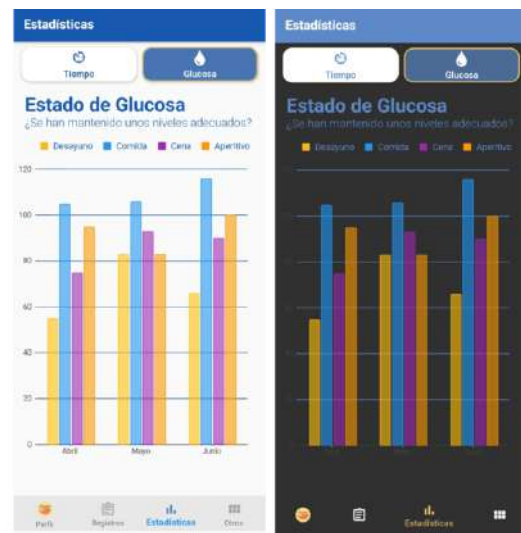 Estadísticas
Tiempo
Glucosa
Estado de Glucosa
¿Se han mantenido unos niveles adecuados?
Desayuno Comida Cena Aperitivo
120
100
80
60
40
20
0
Abril Mayo Junio
Perfil Registros Estadísticas Otros
Estadísticas
Tiempo
Glucosa
Estado de Glucosa
¿Se han mantenido unos niveles adecuados?
Desayuno Comida Cena Aperitivo
Estadísticas